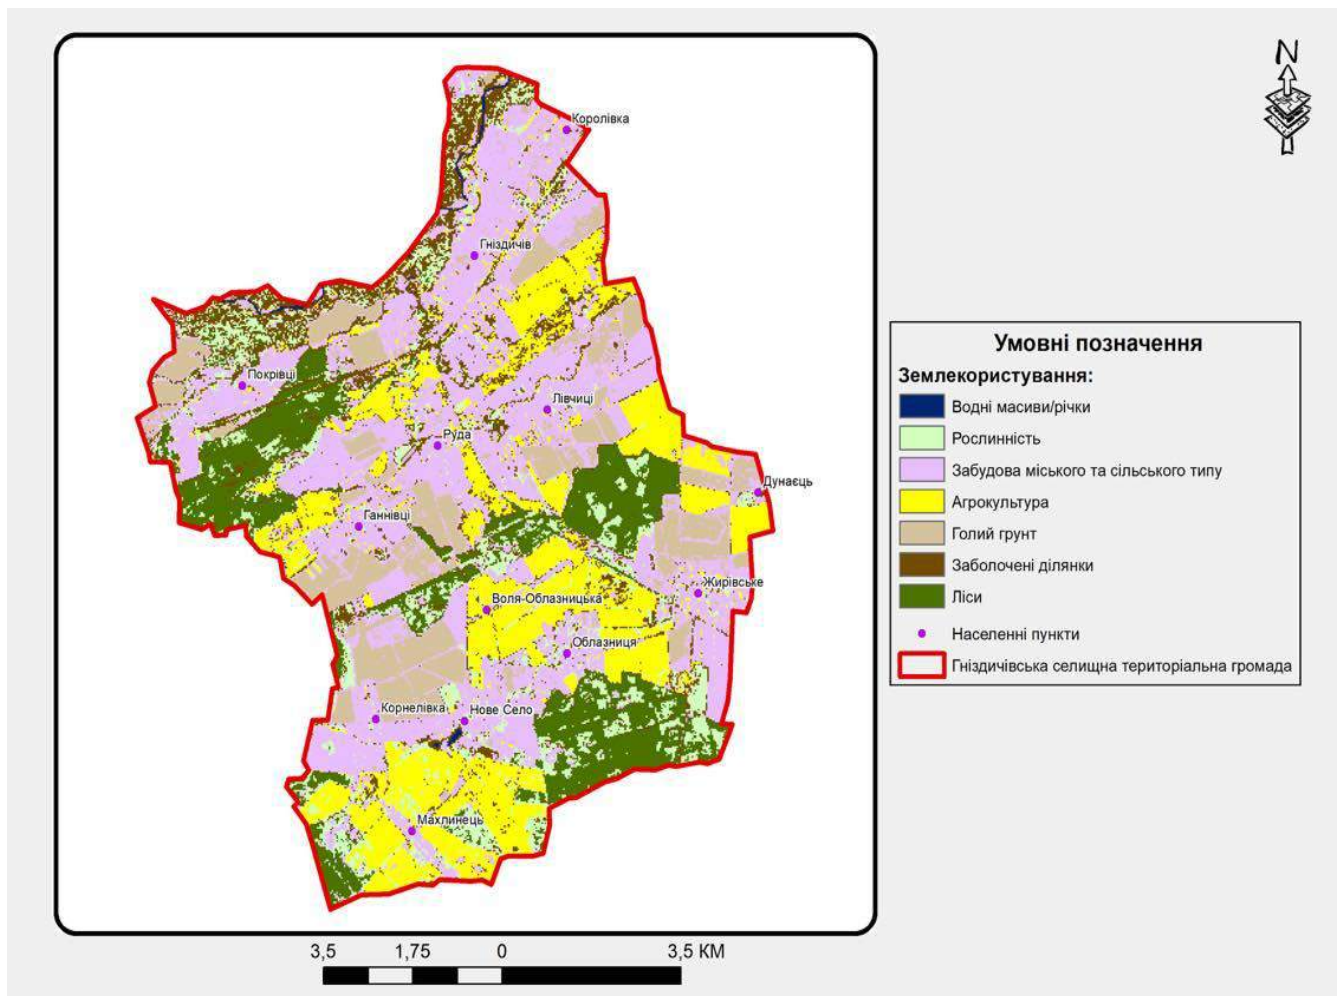 N
Королівка
Гніздичів
Покрівці
Лівчиці
Руда
Дунаєць
Ганнівці
Жирівське
Воля-Облазницька
Облазниця
Корнелівка
Нове Село
Махлинець
Умовні позначення
Землекористування:
Водні масиви/річки
Рослинність
Забудова міського та сільського типу
Агрокультура
Голий грунт
Заболочені ділянки
Ліси
Населенні пункти
Гніздичівська селищна територіальна громада
3,5 1,75 0 3,5 КМ